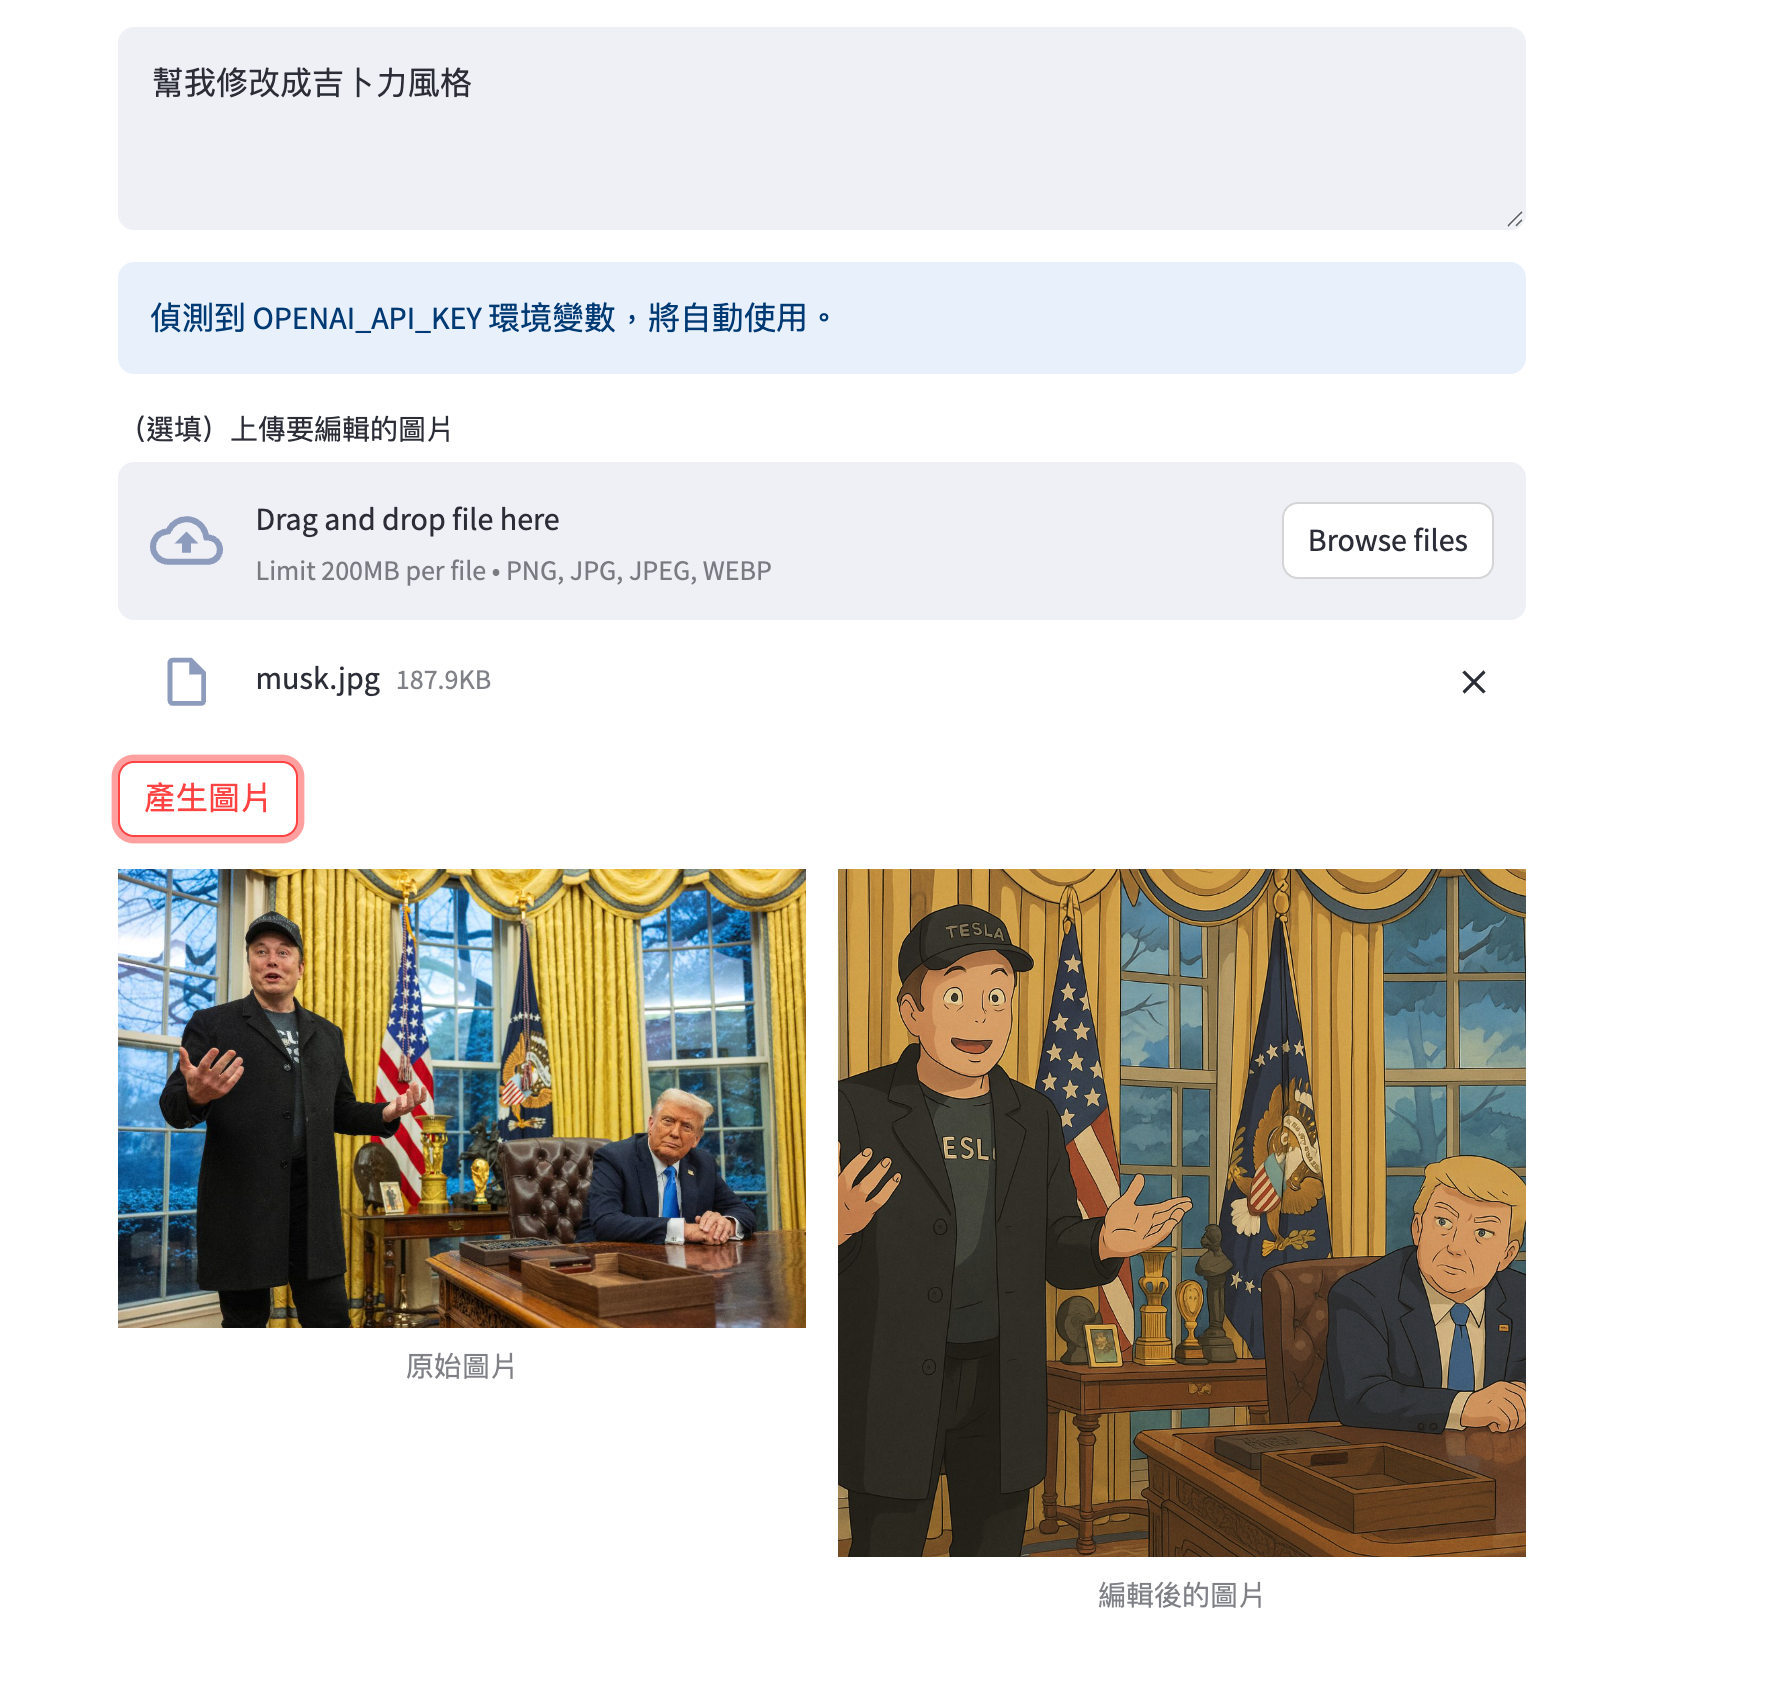 幫我修改成吉卜力風格
偵測到 OPENAI_API_KEY 環境變數，將自動使用。
（選填）上傳要編輯的圖片
Drag and drop file here
Limit 200MB per file • PNG, JPG, JPEG, WEBP
Browse files
musk.jpg 187.9KB
產生圖片
TESLA
ESL
原始圖片
編輯後的圖片